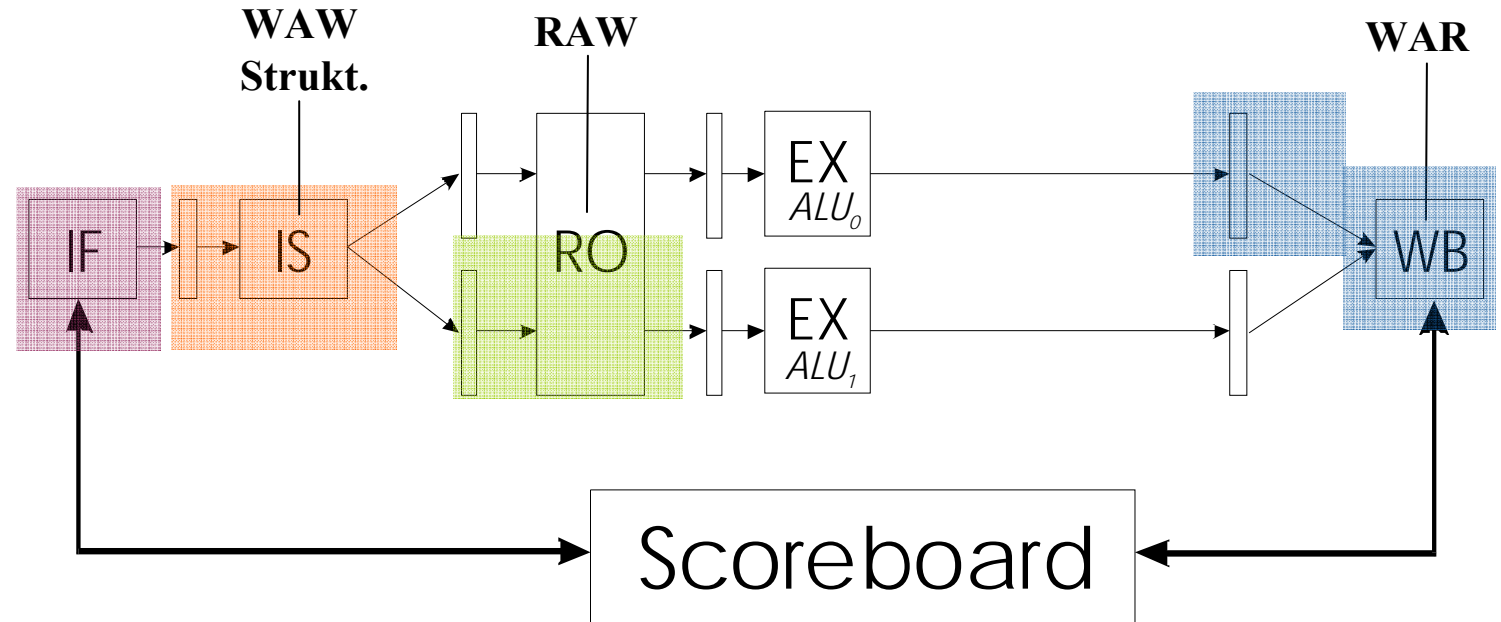 WAW
Strukt.
RAW
WAR
IF
IS
RO
EX
ALU0
EX
ALU1
WB
Scoreboard